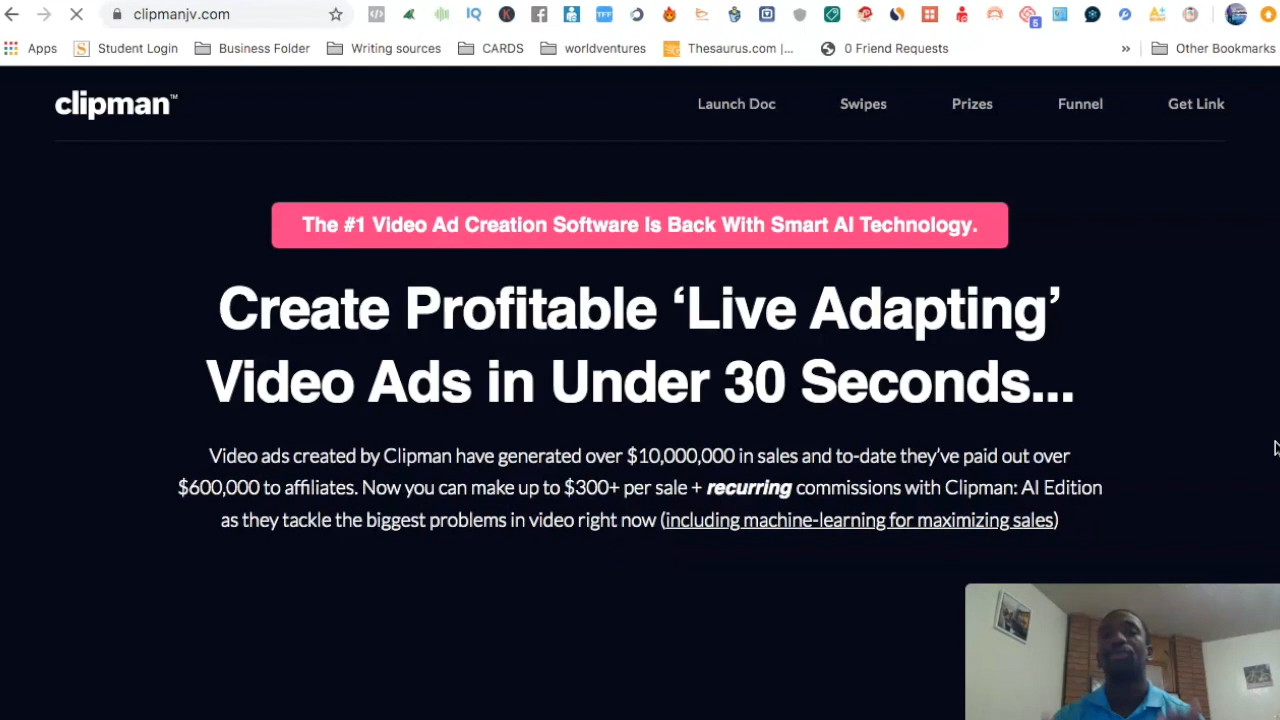 clipmanjv.com
IQ
K
TFF
5
Apps
Student Login
Business Folder
Writing sources
CARDS
worldventures
Thesaurus.com |...
0 Friend Requests
»
Other Bookmarks
clipman™
Launch Doc
Swipes
Prizes
Funnel
Get Link
The #1 Video Ad Creation Software Is Back With Smart AI Technology.
Create Profitable ‘Live Adapting’
Video Ads in Under 30 Seconds...
Video ads created by Clipman have generated over $10,000,000 in sales and to-date they’ve paid out over
$600,000 to affiliates. Now you can make up to $300+ per sale + recurring commissions with Clipman: AI Edition
as they tackle the biggest problems in video right now (including machine-learning for maximizing sales)